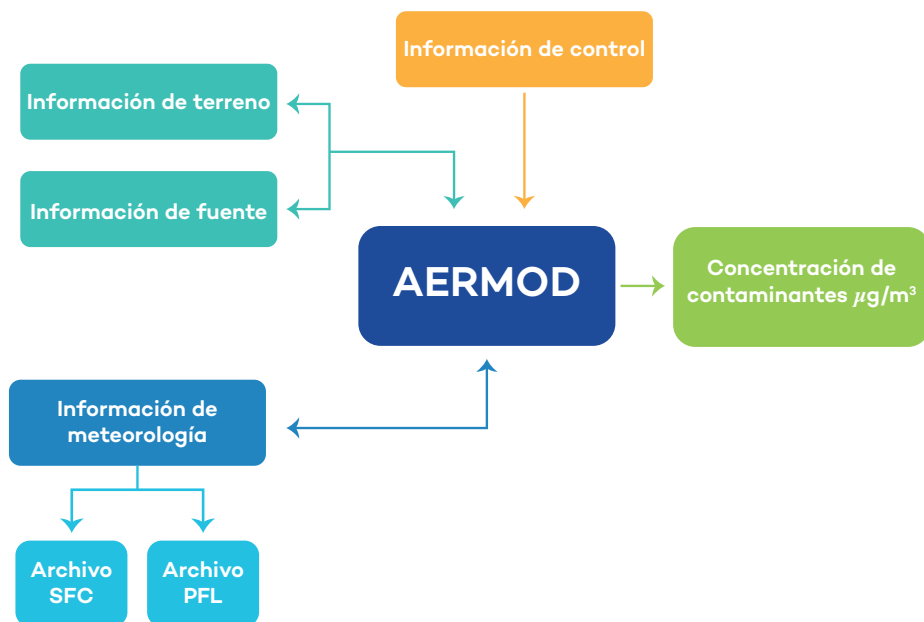 Información de control
Información de terreno
Información de fuente
AERMOD
Concentración de
contaminantes µg/m³
Información de
meteorología
Archivo
SFC
Archivo
PFL